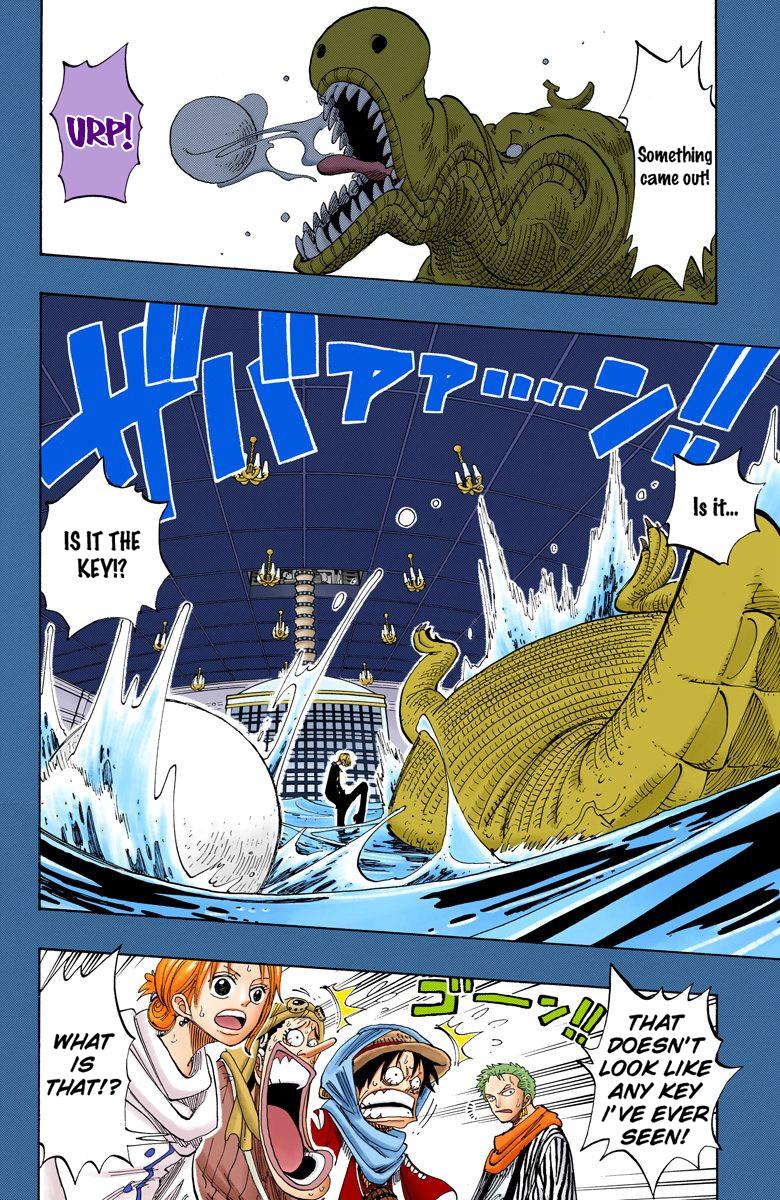 URP!
Something
came out!
ザバァァ・・・・ン!!
IS IT THE
KEY!?
Is it...
ゴーン!!
WHAT
IS
THAT!?
THAT
DOESN'T
LOOK LIKE
ANY KEY
I'VE EVER
SEEN!